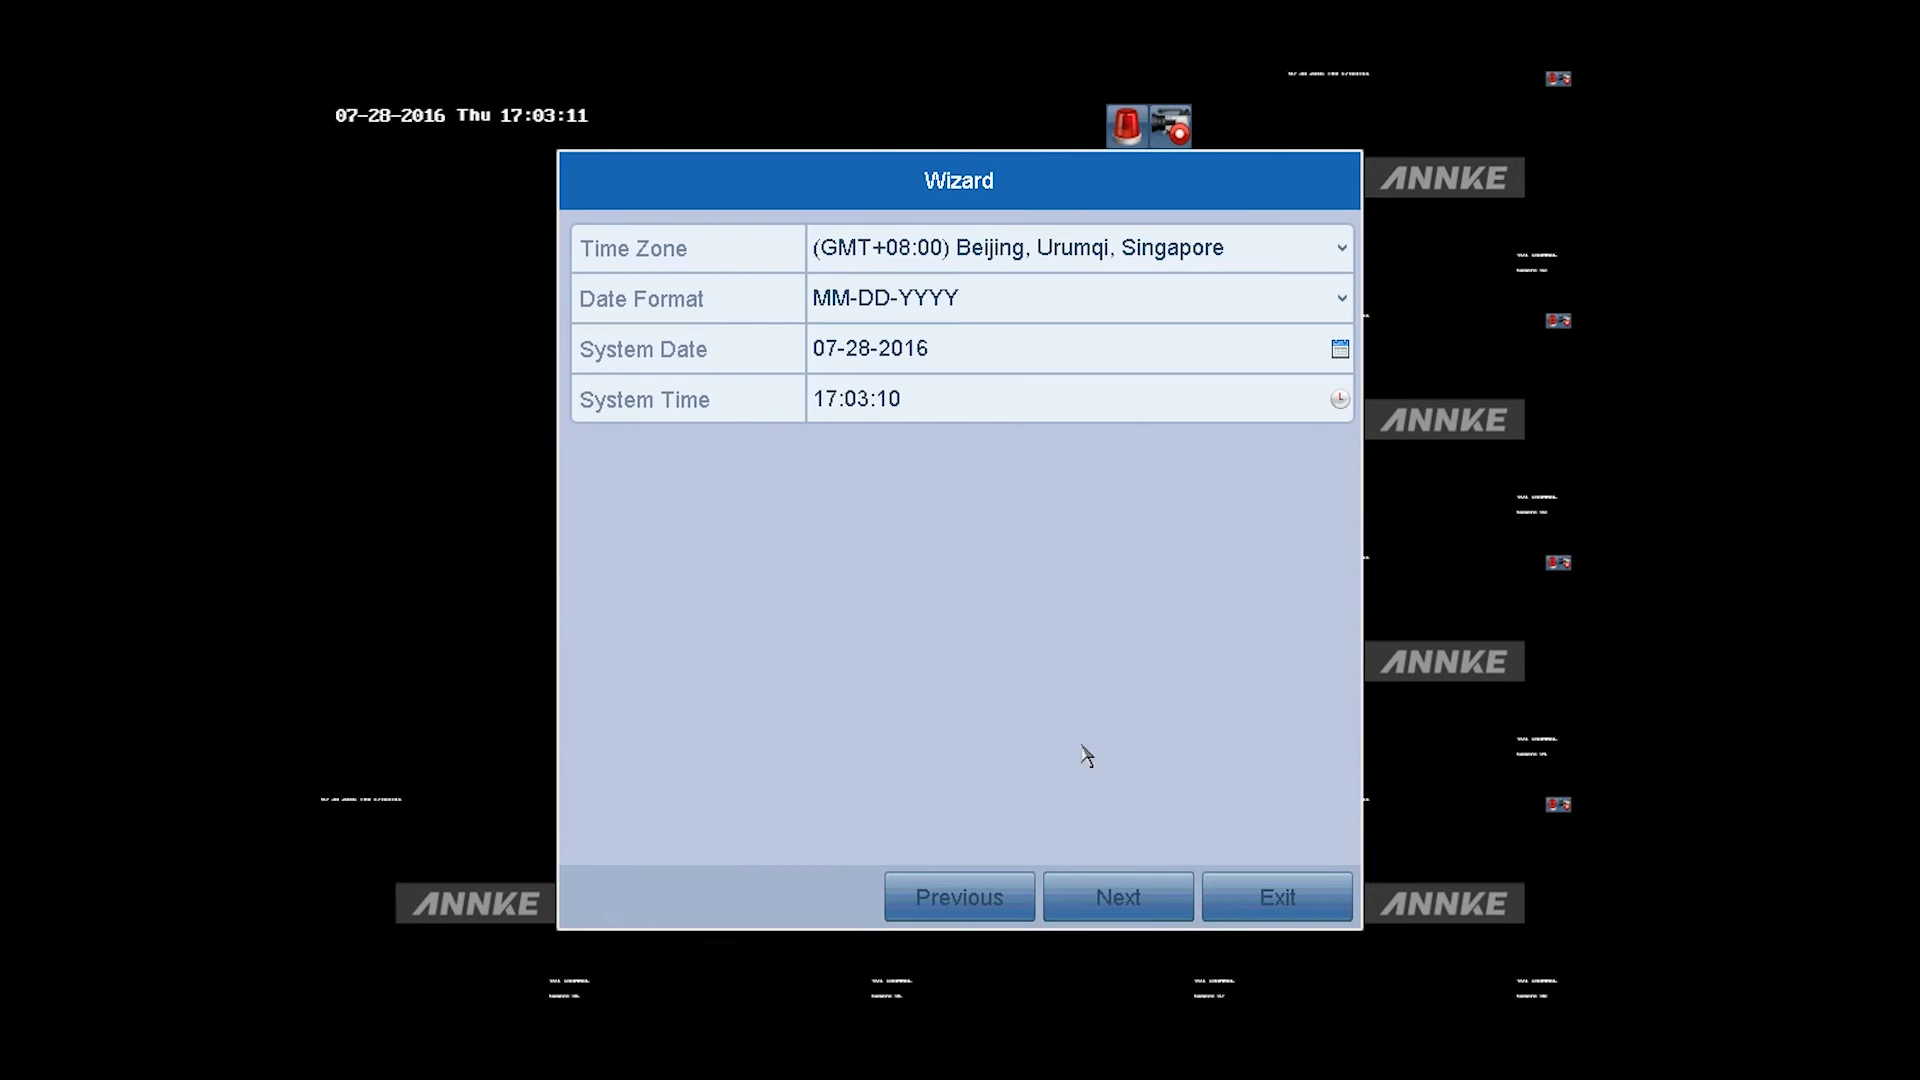 07-28-2016 Thu 17:03:11
Wizard
ANNKE
Time Zone (GMT+08:00) Beijing, Urumqi, Singapore
Date Format MM-DD-YYYY
System Date 07-28-2016
System Time 17:03:10
ANNKE
ANNKE
Previous Next Exit
ANNKE
ANNKE